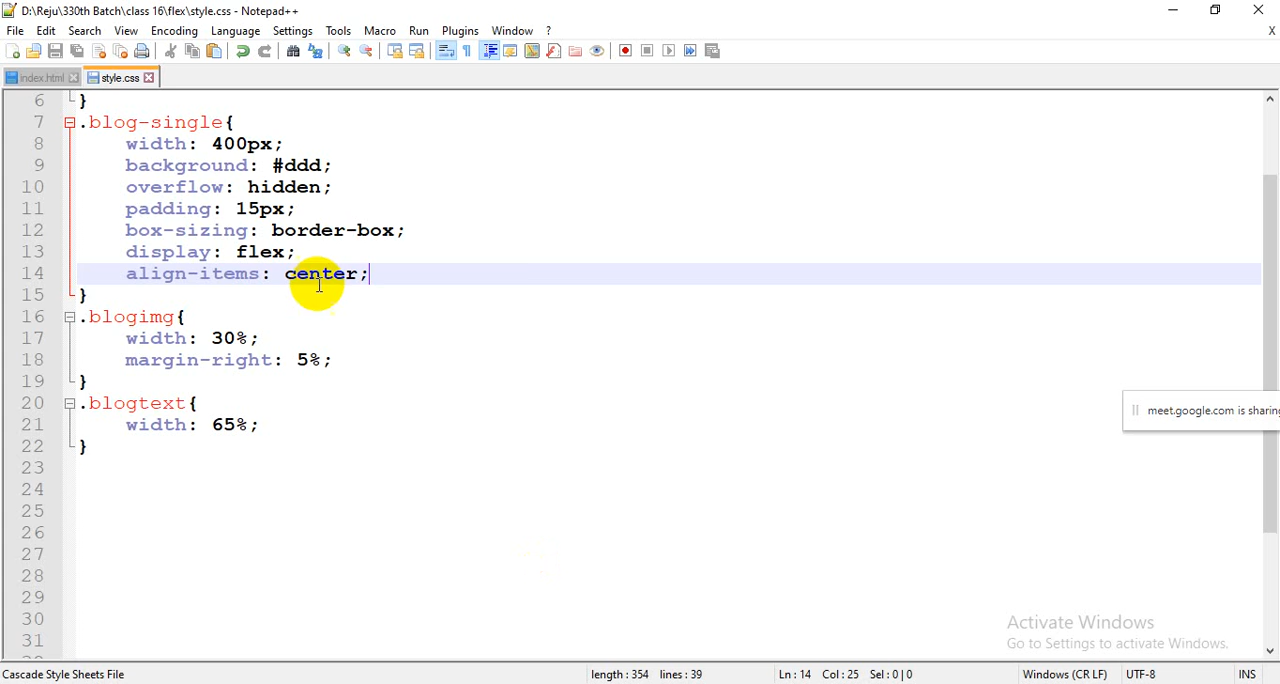 D:\Reju\330th Batch\class 16\flex\style.css - Notepad++
File Edit Search View Encoding Language Settings Tools Macro Run Plugins Window ? X
index.html style.css
6 }
7 .blog-single{
8 width: 400px;
9 background: #ddd;
10 overflow: hidden;
11 padding: 15px;
12 box-sizing: border-box;
13 display: flex;
14 align-items: center;
15 }
16 .blogimg{
17 width: 30%;
18 margin-right: 5%;
19 }
20 .blogtext{
21 width: 65%;
22 }
23
24
25
26
27
28
29
30
31
meet.google.com is sharing
Activate Windows
Go to Settings to activate Windows.
Cascade Style Sheets File length : 354 lines : 39 Ln : 14 Col : 25 Sel : 0 | 0 Windows (CR LF) UTF-8 INS